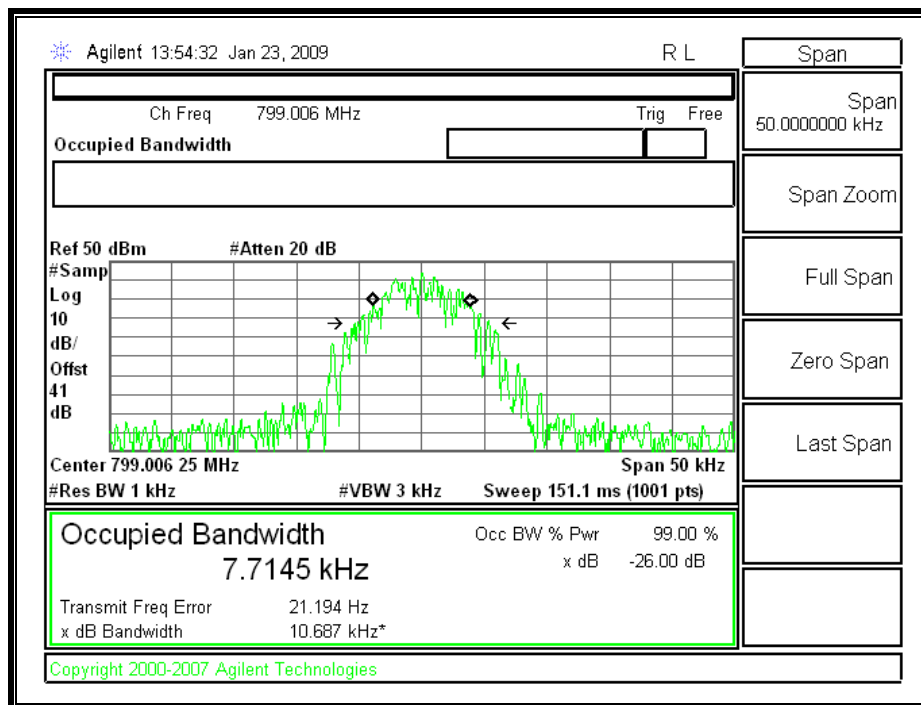 Agilent 13:54:32 Jan 23, 2009 R L
Ch Freq 799.006 MHz Trig Free
Occupied Bandwidth
Ref 50 dBm #Atten 20 dB
#Samp
Log
10
dB/
Offst
41
dB
Center 799.006 25 MHz Span 50 kHz
#Res BW 1 kHz #VBW 3 kHz Sweep 151.1 ms (1001 pts)
Occupied Bandwidth Occ BW % Pwr 99.00 %
7.7145 kHz x dB -26.00 dB
Transmit Freq Error 21.194 Hz
x dB Bandwidth 10.687 kHz*
Copyright 2000-2007 Agilent Technologies
Span
Span
50.0000000 kHz
Span Zoom
Full Span
Zero Span
Last Span